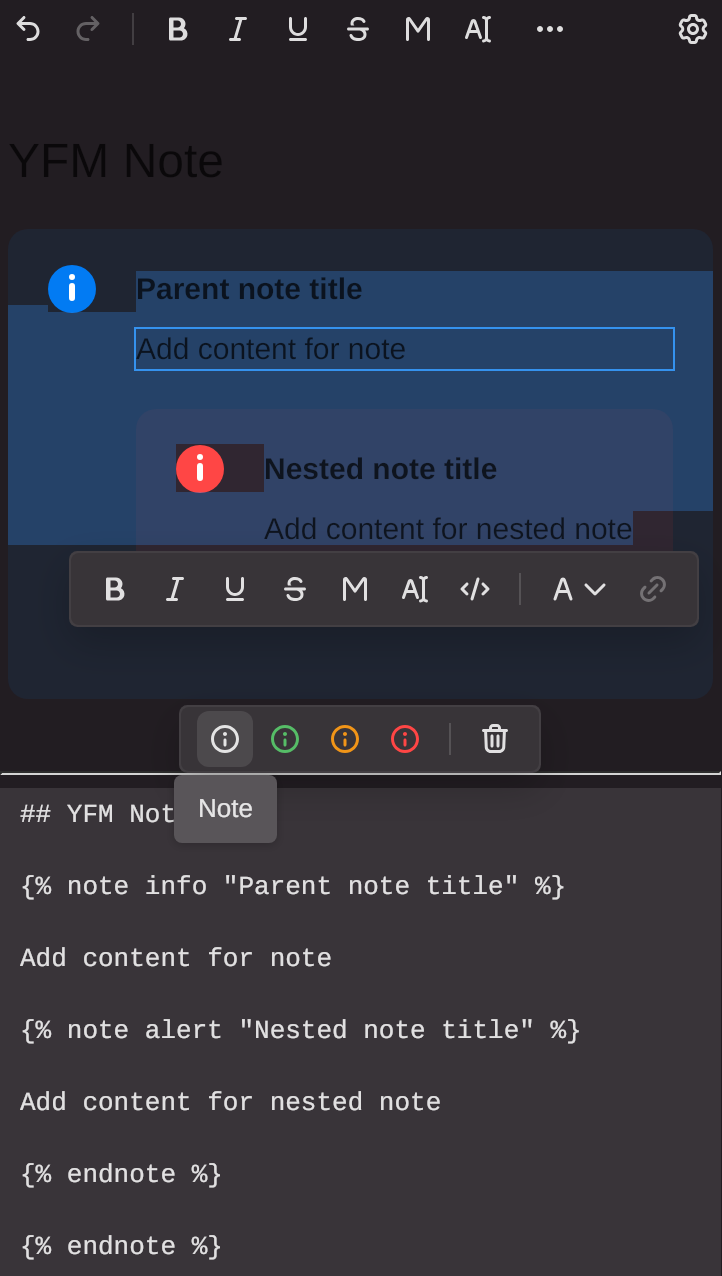 B I U S M AI
YFM Note
Parent note title
Add content for note
Nested note title
Add content for nested note
B I U S M AI </> A
Note
## YFM Not
{% note info "Parent note title" %}
Add content for note
{% note alert "Nested note title" %}
Add content for nested note
{% endnote %}
{% endnote %}